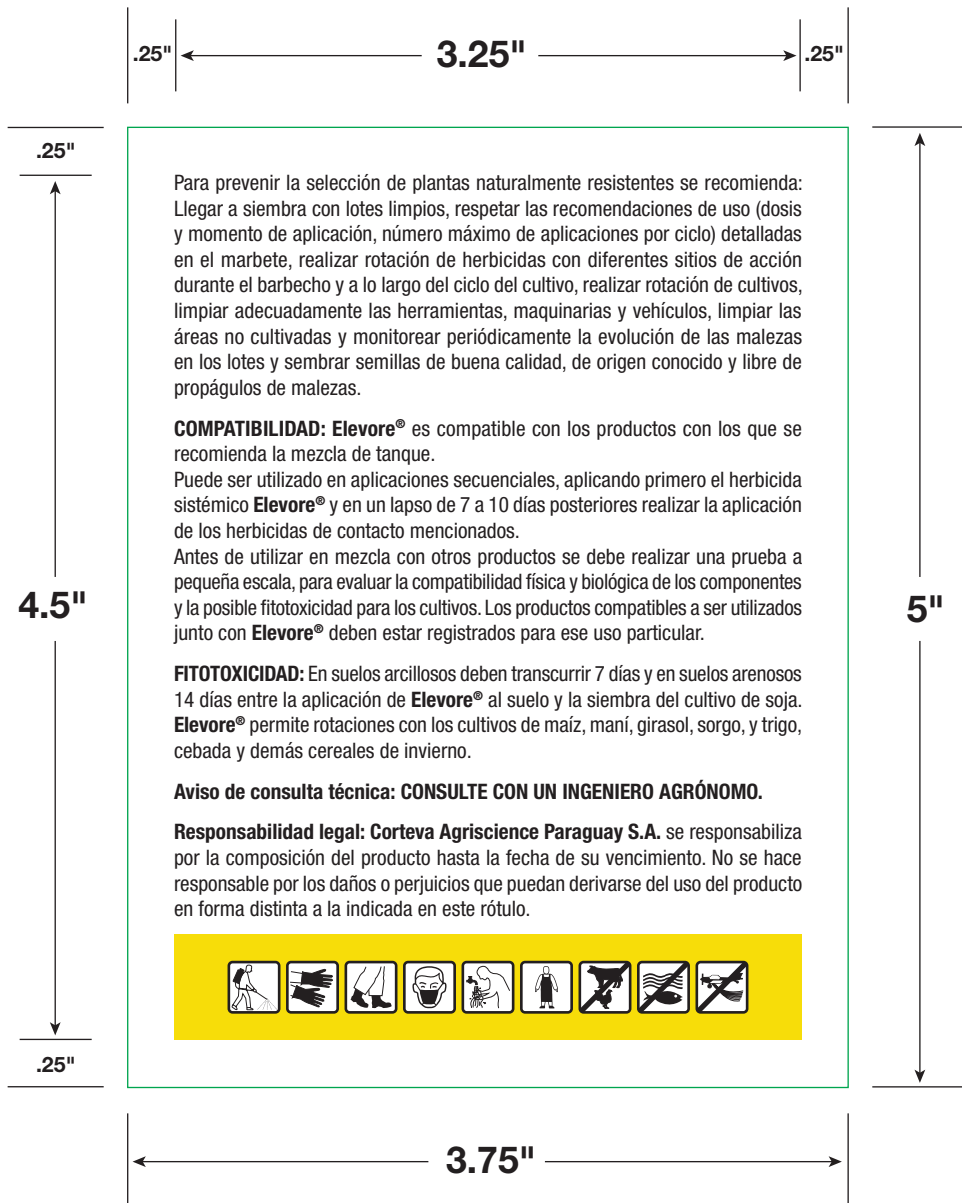 .25"
3.25"
.25"
.25"
Para prevenir la selección de plantas naturalmente resistentes se recomienda:
Llegar a siembra con lotes limpios, respetar las recomendaciones de uso (dosis
y momento de aplicación, número máximo de aplicaciones por ciclo) detalladas
en el marbete, realizar rotación de herbicidas con diferentes sitios de acción
durante el barbecho y a lo largo del ciclo del cultivo, realizar rotación de cultivos,
limpiar adecuadamente las herramientas, maquinarias y vehículos, limpiar las
áreas no cultivadas y monitorear periódicamente la evolución de las malezas
en los lotes y sembrar semillas de buena calidad, de origen conocido y libre de
propágulos de malezas.
COMPATIBILIDAD: Elevore® es compatible con los productos con los que se
recomienda la mezcla de tanque.
Puede ser utilizado en aplicaciones secuenciales, aplicando primero el herbicida
sistémico Elevore® y en un lapso de 7 a 10 días posteriores realizar la aplicación
de los herbicidas de contacto mencionados.
Antes de utilizar en mezcla con otros productos se debe realizar una prueba a
pequeña escala, para evaluar la compatibilidad física y biológica de los componentes
y la posible fitotoxicidad para los cultivos. Los productos compatibles a ser utilizados
junto con Elevore® deben estar registrados para ese uso particular.
4.5"
5"
FITOTOXICIDAD: En suelos arcillosos deben transcurrir 7 días y en suelos arenosos
14 días entre la aplicación de Elevore® al suelo y la siembra del cultivo de soja.
Elevore® permite rotaciones con los cultivos de maíz, maní, girasol, sorgo, y trigo,
cebada y demás cereales de invierno.
Aviso de consulta técnica: CONSULTE CON UN INGENIERO AGRÓNOMO.
Responsabilidad legal: Corteva Agriscience Paraguay S.A. se responsabiliza
por la composición del producto hasta la fecha de su vencimiento. No se hace
responsable por los daños o perjuicios que puedan derivarse del uso del producto
en forma distinta a la indicada en este rótulo.
.25"
3.75"